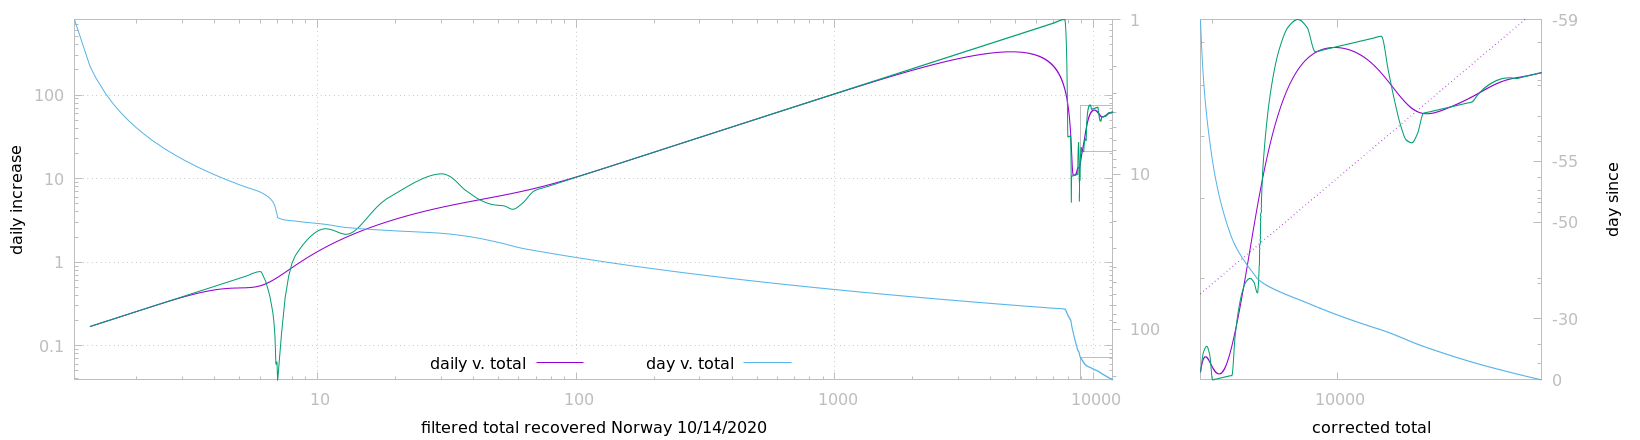 daily increase
100
10
1
0.1
daily v. total
day v. total
10
100
1000
10000
filtered total recovered Norway 10/14/2020
1
10
100
10000
corrected total
-59
-55
-50
-30
0
day since